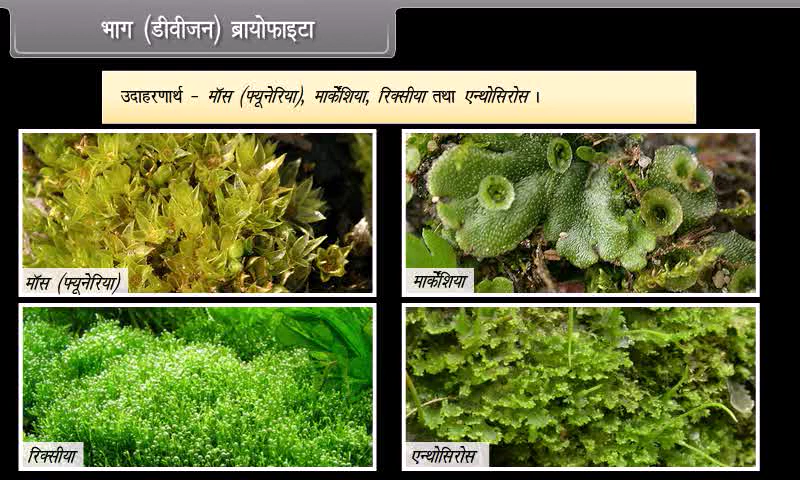 भाग (डीवीजन) ब्रायोफाइटा
उदाहरणार्थ - मॉस (फ्यूनेरिया), मार्केंशिया, रिक्सीया तथा एन्थोसिरोस ।
मॉस (फ्यूनेरिया)
मार्केंशिया
रिक्सीया
एन्थोसिरोस